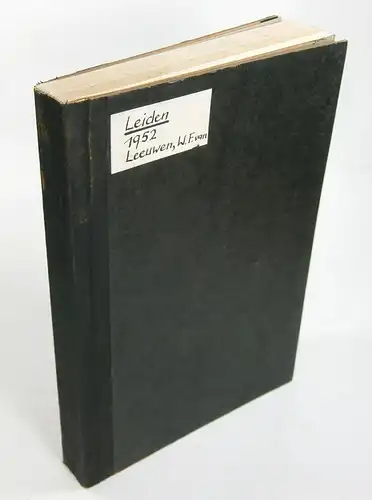 Leiden
1952
Leeuwen, W. F. van